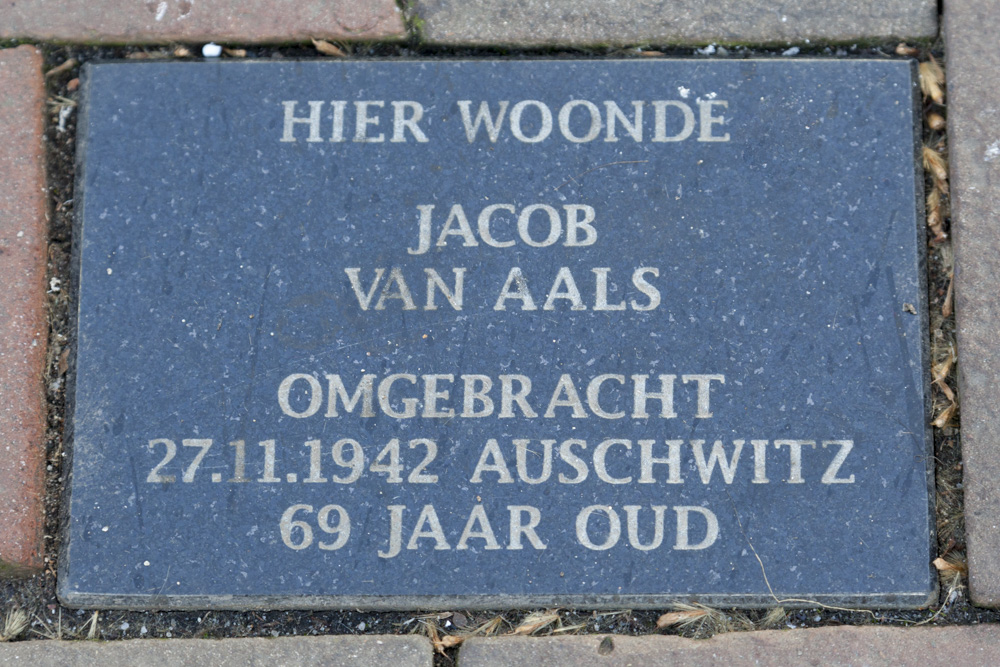 HIER WOONDE
JACOB
VAN AALS
OMGEBRACHT
27.11.1942 AUSCHWITZ
69 JAAR OUD